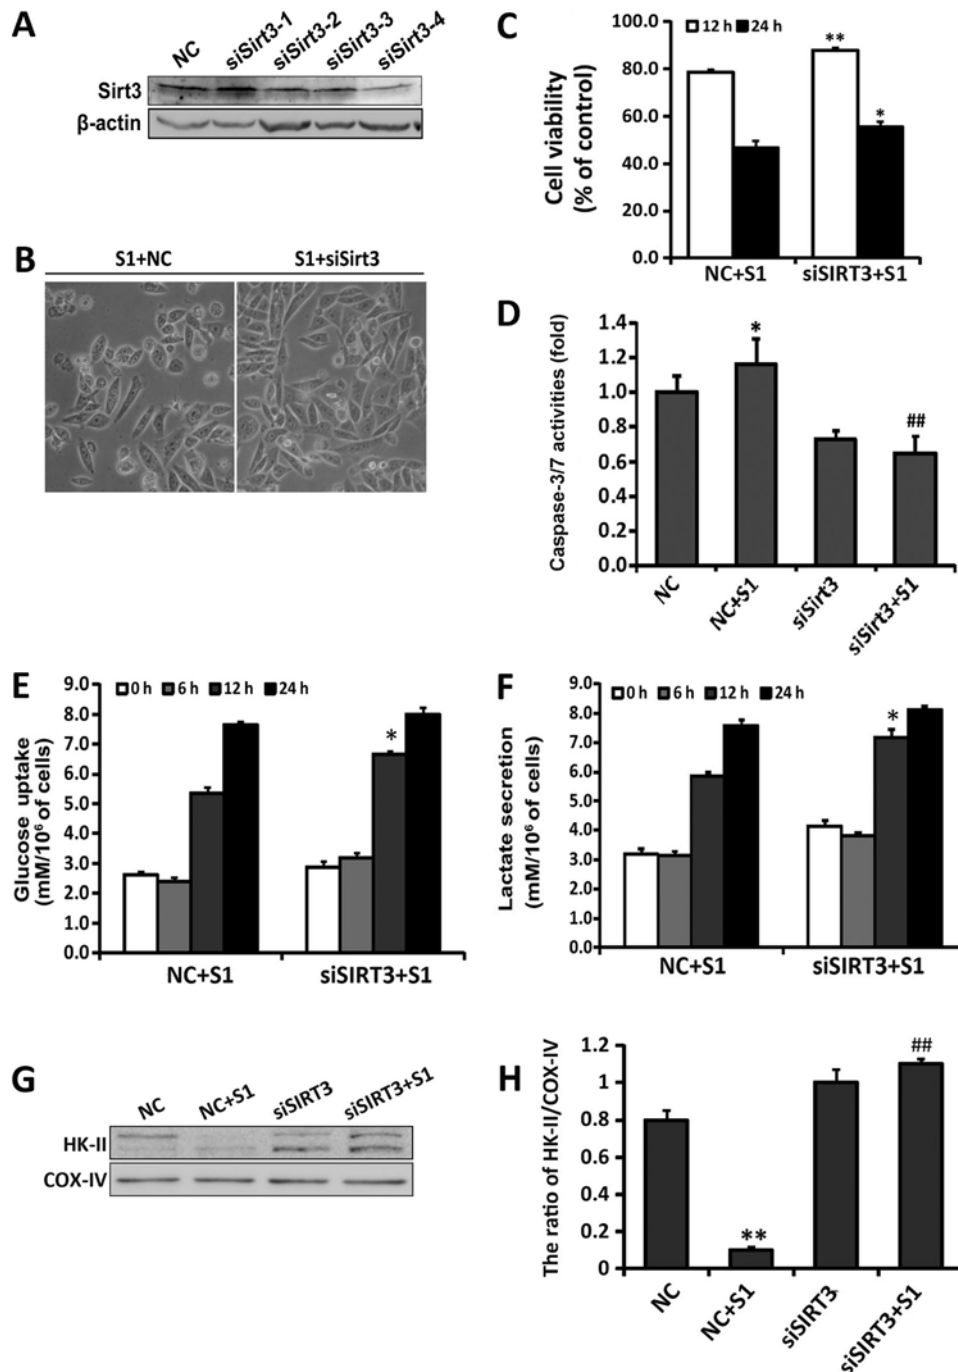 A
NC siSirt3-1 siSirt3-2 siSirt3-3 siSirt3-4
Sirt3
β-actin
B
S1+NC S1+siSirt3
C
12 h 24 h
Cell viability
(% of control)
100.0
80.0
60.0
40.0
20.0
0.0
**
*
NC+S1 siSIRT3+S1
D
Caspase-3/7 activities (fold)
1.4
1.2
1.0
0.8
0.6
0.4
0.2
0.0
*
##
NC NC+S1 siSirt3 siSirt3+S1
E
0 h 6 h 12 h 24 h
Glucose uptake
(mM/10⁶ of cells)
9.0
8.0
7.0
6.0
5.0
4.0
3.0
2.0
1.0
0.0
*
NC+S1 siSIRT3+S1
F
0 h 6 h 12 h 24 h
Lactate secretion
(mM/10⁶ of cells)
9.0
8.0
7.0
6.0
5.0
4.0
3.0
2.0
1.0
0.0
*
NC+S1 siSIRT3+S1
G
NC NC+S1 siSIRT3 siSIRT3+S1
HK-II
COX-IV
H
The ratio of HK-II/COX-IV
1.2
1
0.8
0.6
0.4
0.2
0
**
##
NC NC+S1 siSIRT3 siSIRT3+S1